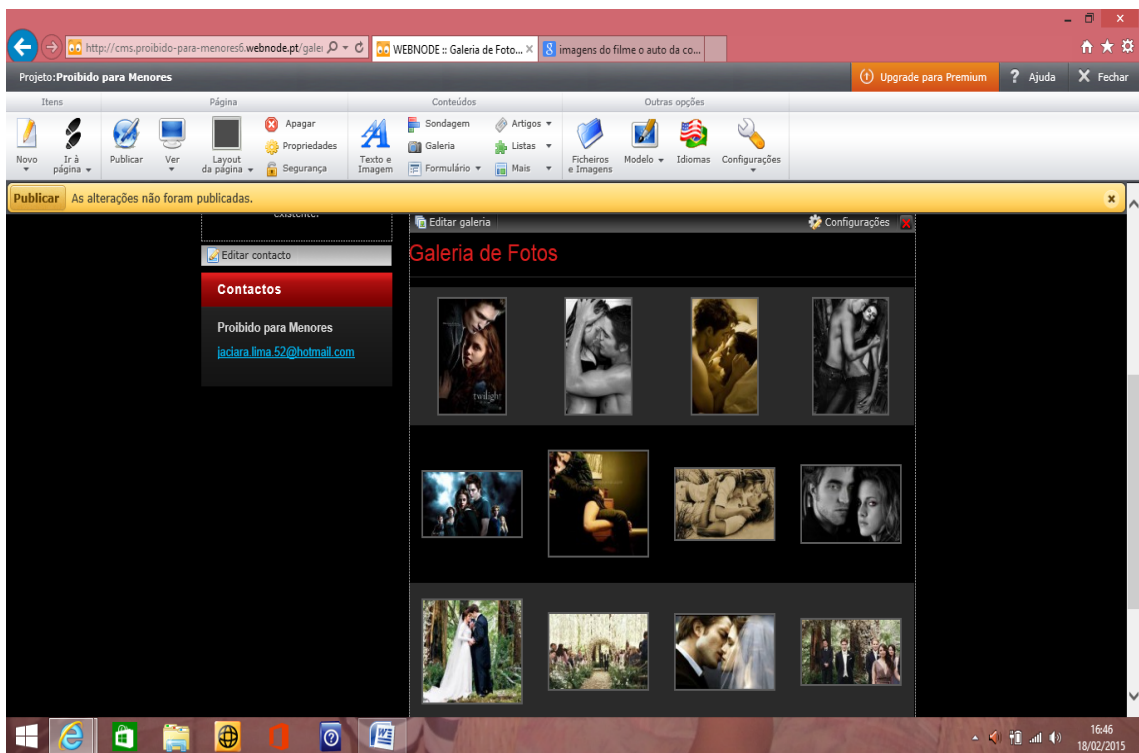 http://cms.proibido-para-menores6.webnode.pt/galei
WEBNODE :: Galeria de Foto...
imagens do filme o auto da co...
Projeto:Proibido para Menores
Upgrade para Premium
Ajuda
Fechar
Itens
Página
Conteúdos
Outras opções
Novo
Ir à página
Publicar
Ver
Layout da página
Apagar
Propriedades
Segurança
Texto e Imagem
Sondagem
Galeria
Formulário
Artigos
Listas
Mais
Ficheiros e Imagens
Modelo
Idiomas
Configurações
Publicar As alterações não foram publicadas.
existente.
Editar galeria
Configurações
Editar contacto
Galeria de Fotos
Contactos
Proibido para Menores
jaciara.lima.52@hotmail.com
twilight
16:46
18/02/2015